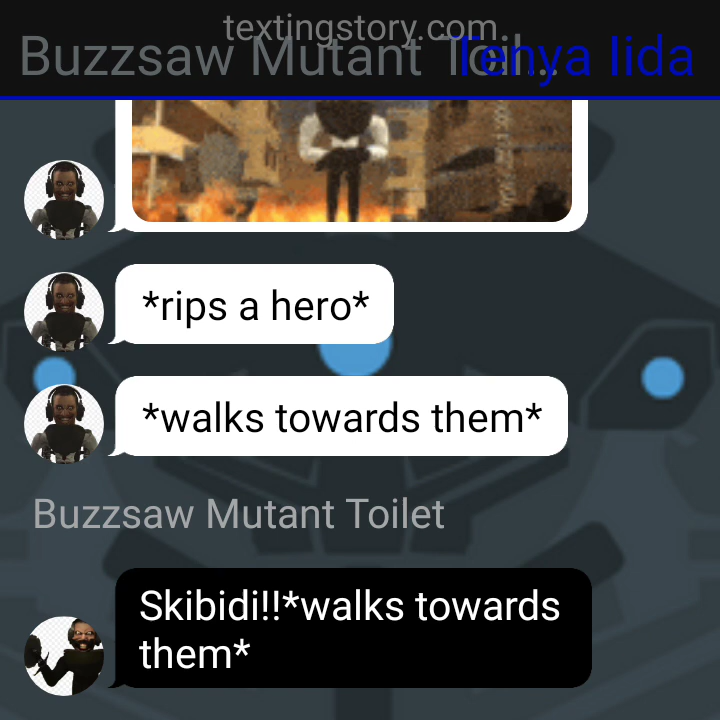 textingstory.com
Buzzsaw Mutant Toil...
Tenya Iida
*rips a hero*
*walks towards them*
Buzzsaw Mutant Toilet
Skibidi!!*walks towards
them*